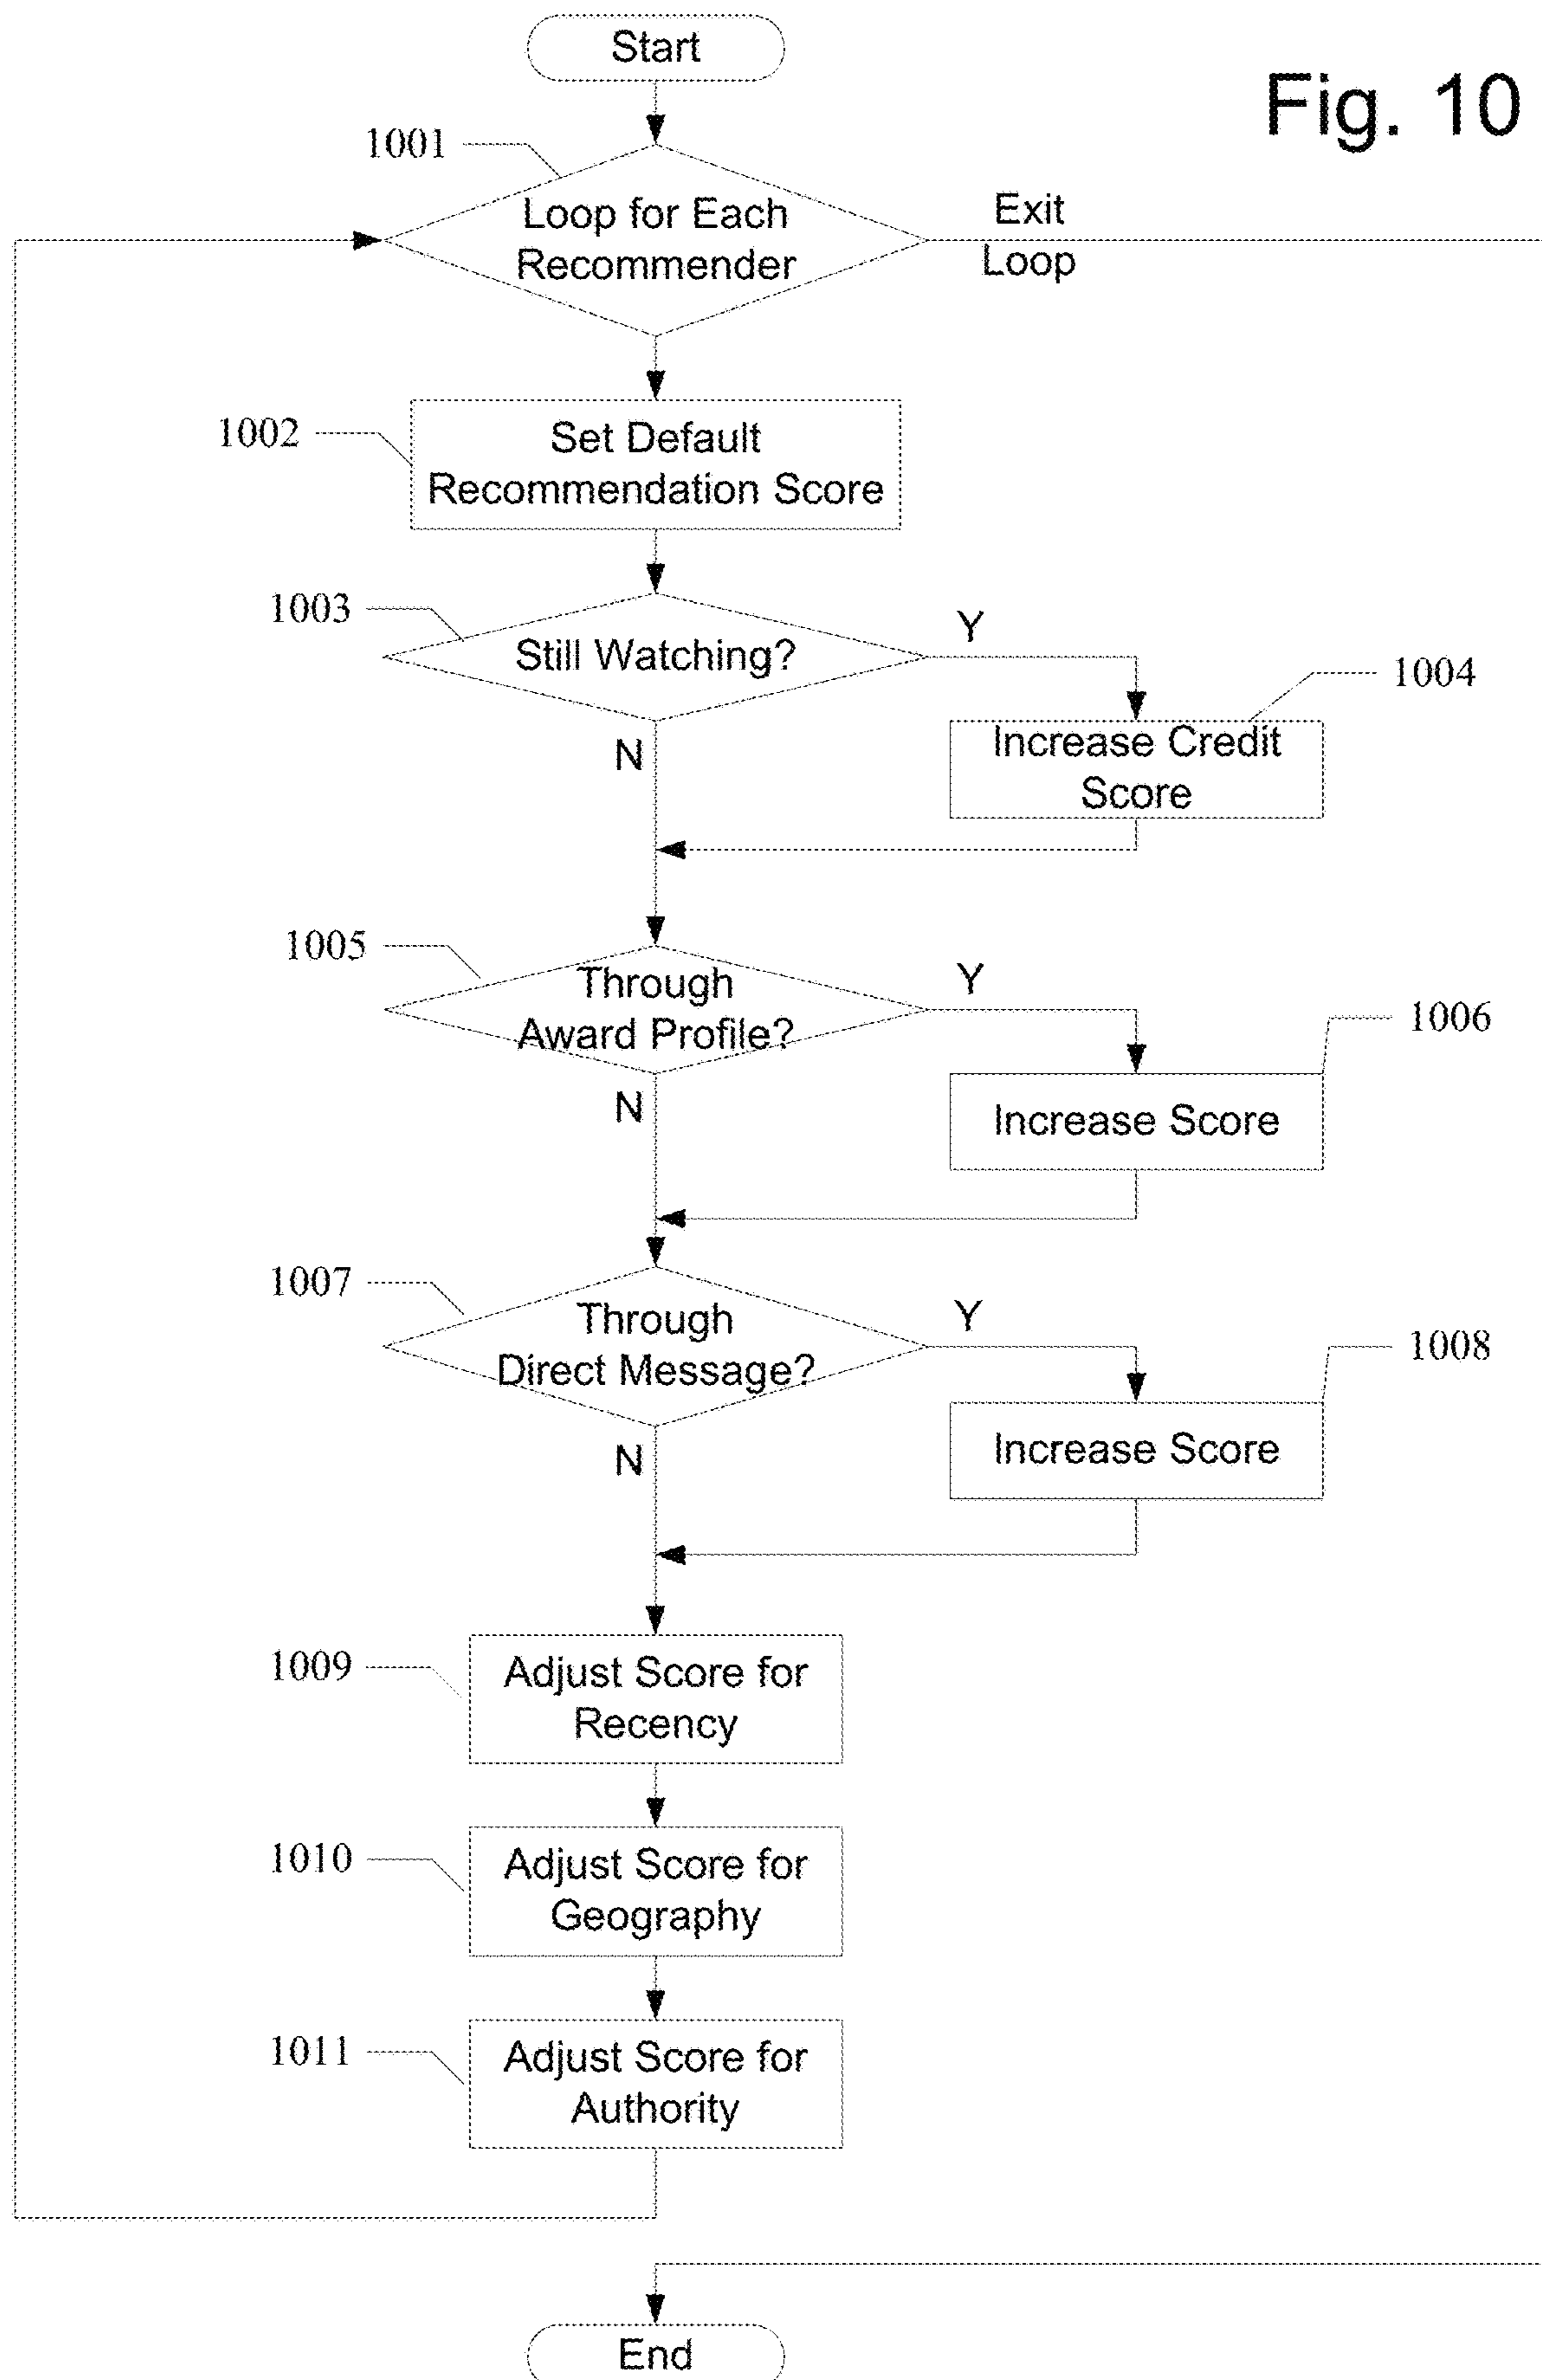 Start
Fig. 10
1001
Loop for Each
Recommender
Exit
Loop
1002
Set Default
Recommendation Score
1003
Still Watching?
Y
N
1004
Increase Credit
Score
1005
Through
Award Profile?
Y
N
1006
Increase Score
1007
Through
Direct Message?
Y
N
1008
Increase Score
1009
Adjust Score for
Recency
1010
Adjust Score for
Geography
1011
Adjust Score for
Authority
End